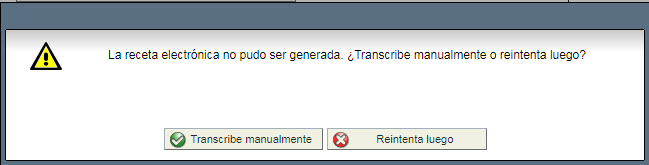 La receta electrónica no pudo ser generada. ¿Transcribe manualmente o reintenta luego?
Transcribe manualmente
Reintenta luego